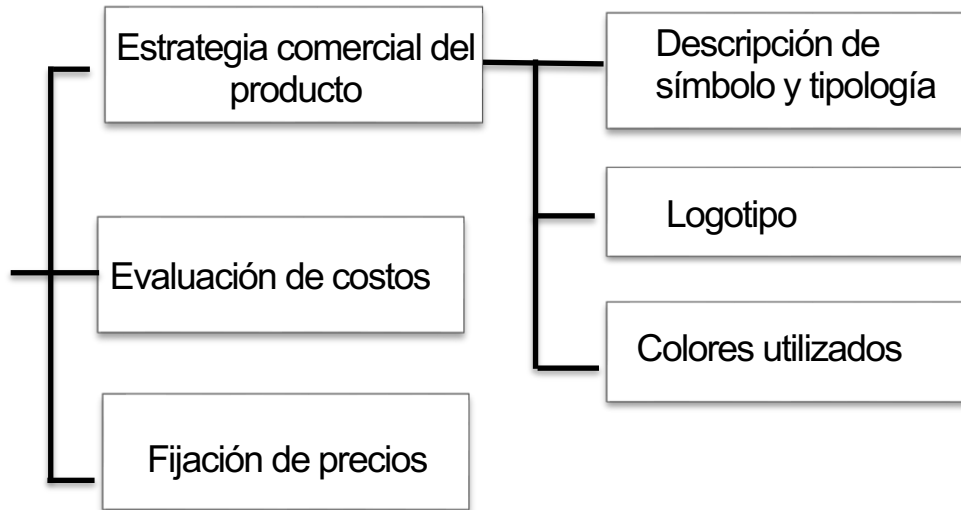 Estrategia comercial del
producto
Evaluación de costos
Fijación de precios
Descripción de
símbolo y tipología
Logotipo
Colores utilizados